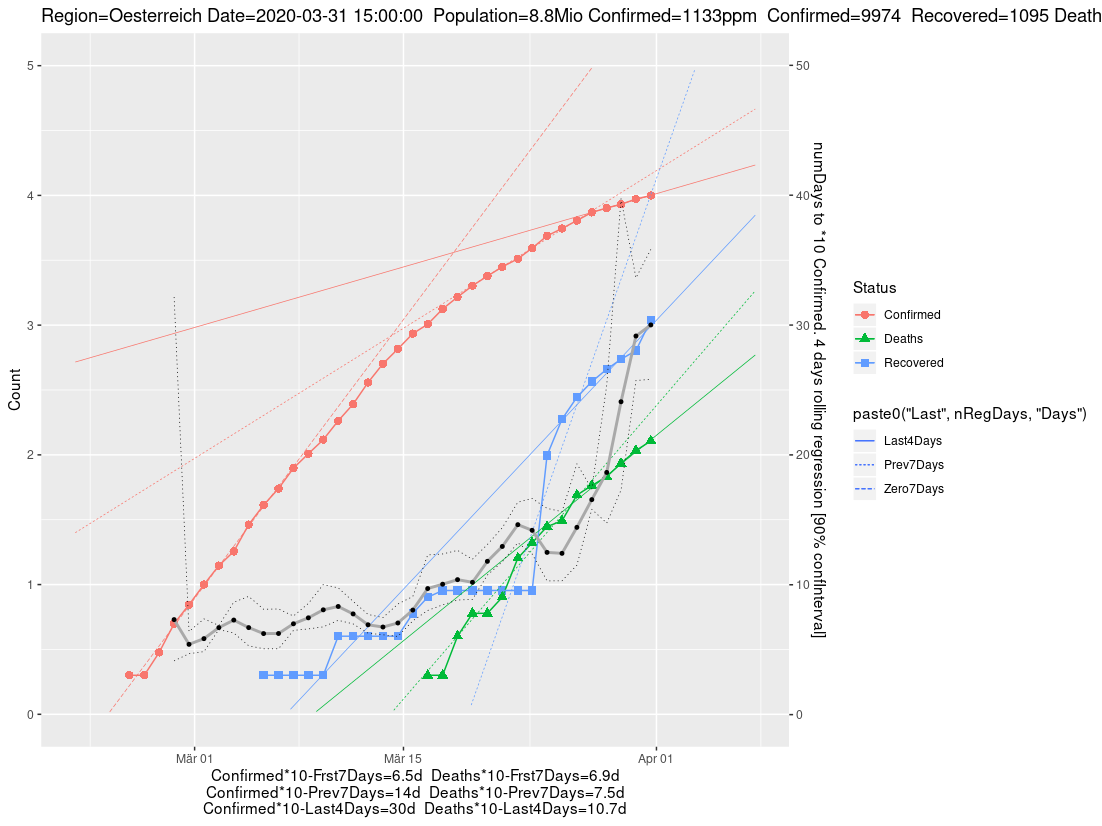 Region=Oesterreich Date=2020-03-31 15:00:00 Population=8.8Mio Confirmed=1133ppm Confirmed=9974 Recovered=1095 Death
5
4
3
2
1
0
Count
50
40
30
20
10
0
numDays to *10 Confirmed, 4 days rolling regression [90% confInterval]
Mär 01
Mär 15
Apr 01
Confirmed*10-Frst7Days=6.5d Deaths*10-Frst7Days=6.9d
Confirmed*10-Prev7Days=14d Deaths*10-Prev7Days=7.5d
Confirmed*10-Last4Days=30d Deaths*10-Last4Days=10.7d
Status
Confirmed
Deaths
Recovered
paste0("Last", nRegDays, "Days")
Last4Days
Prev7Days
Zero7Days